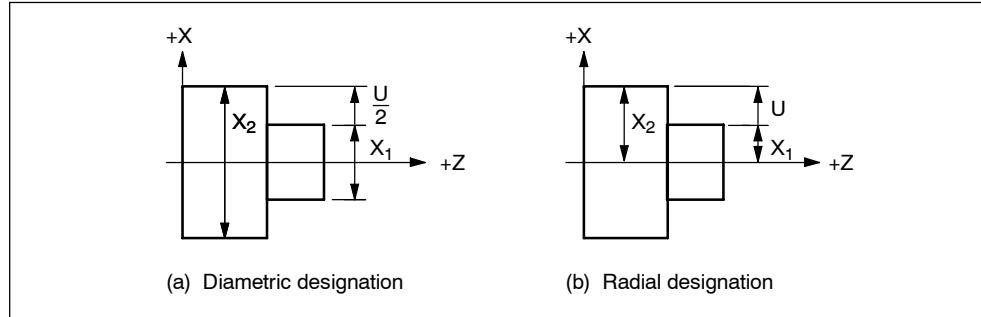 +X
U
2
X2
X1
+Z
(a) Diametric designation
+X
U
X2
X1
+Z
(b) Radial designation